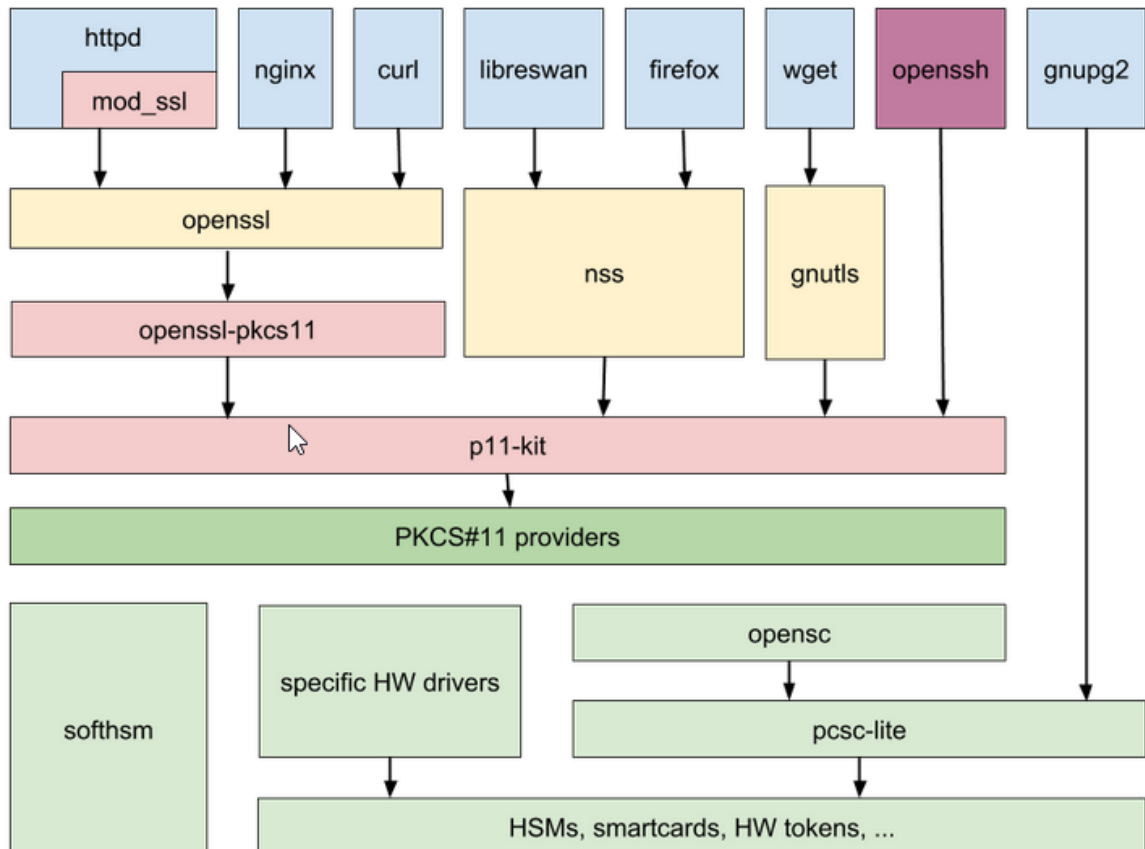 httpd
mod_ssl
nginx
curl
libreswan
firefox
wget
openssh
gnupg2
openssl
nss
gnutls
openssl-pkcs11
p11-kit
PKCS#11 providers
softhsm
specific HW drivers
opensc
pcsc-lite
HSMs, smartcards, HW tokens, ...